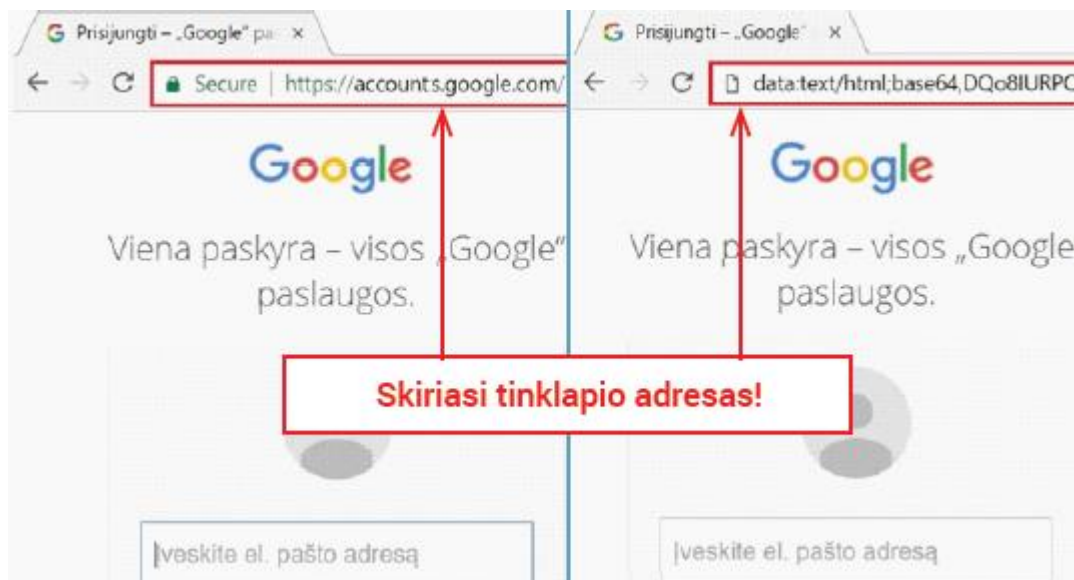 Prisijungti – „Google“ pa
Secure | https://accounts.google.com/
Google
Viena paskyra – visos „Google“
paslaugos.
Įveskite el. pašto adresą
Prisijungti – „Google“
data:text/html;base64,DQo8IURPC
Google
Viena paskyra – visos „Google
paslaugos.
Įveskite el. pašto adresą
Skiriasi tinklapio adresas!